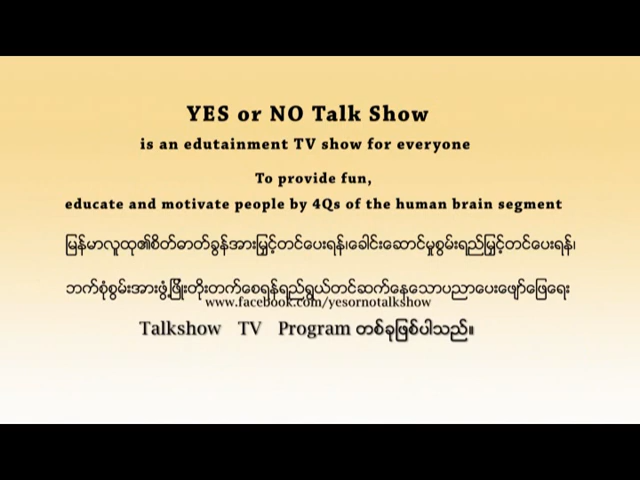 YES or NO Talk Show
is an edutainment TV show for everyone
To provide fun,
educate and motivate people by 4Qs of the human brain segment
မြန်မာလူထု၏စိတ်ဓာတ်ခွန်အားမြှင့်တင်ပေးရန်၊ခေါင်းဆောင်မှုစွမ်းရည်မြှင့်တင်ပေးရန်၊
ဘက်စုံစွမ်းအားဖွံ့ဖြိုးတိုးတက်စေရန်ရည်ရွယ်တင်ဆက်နေသောပညာပေးဖျော်ဖြေရေး
www.facebook.com/yesornotalkshow
Talkshow TV Program တစ်ခုဖြစ်ပါသည်။